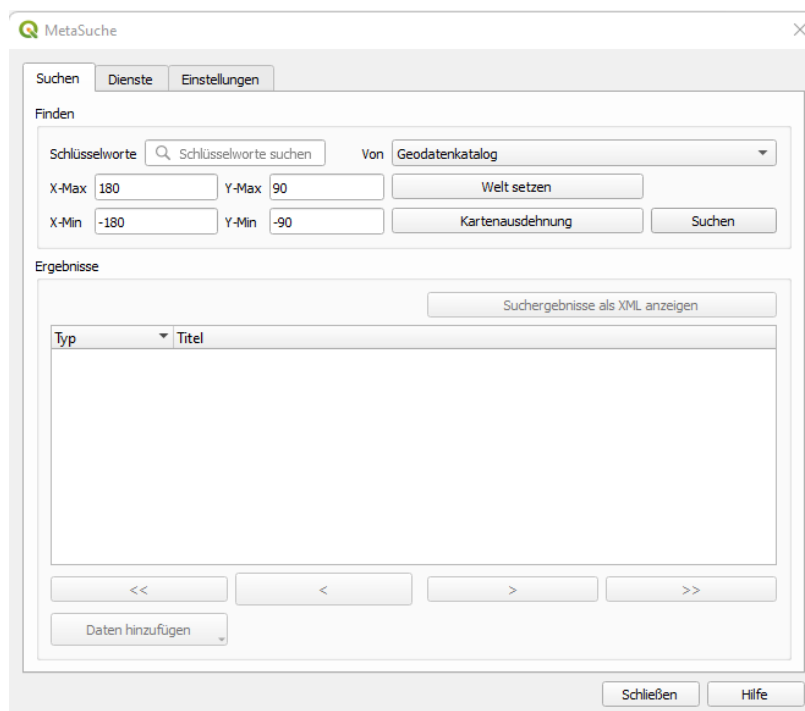 MetaSuche
Suchen Dienste Einstellungen
Finden
Schlüsselworte Schlüsselworte suchen Von Geodatenkatalog
X-Max 180 Y-Max 90 Welt setzen
X-Min -180 Y-Min -90 Kartenausdehnung Suchen
Ergebnisse
Suchergebnisse als XML anzeigen
Typ Titel
<< < > >>
Daten hinzufügen
Schließen Hilfe